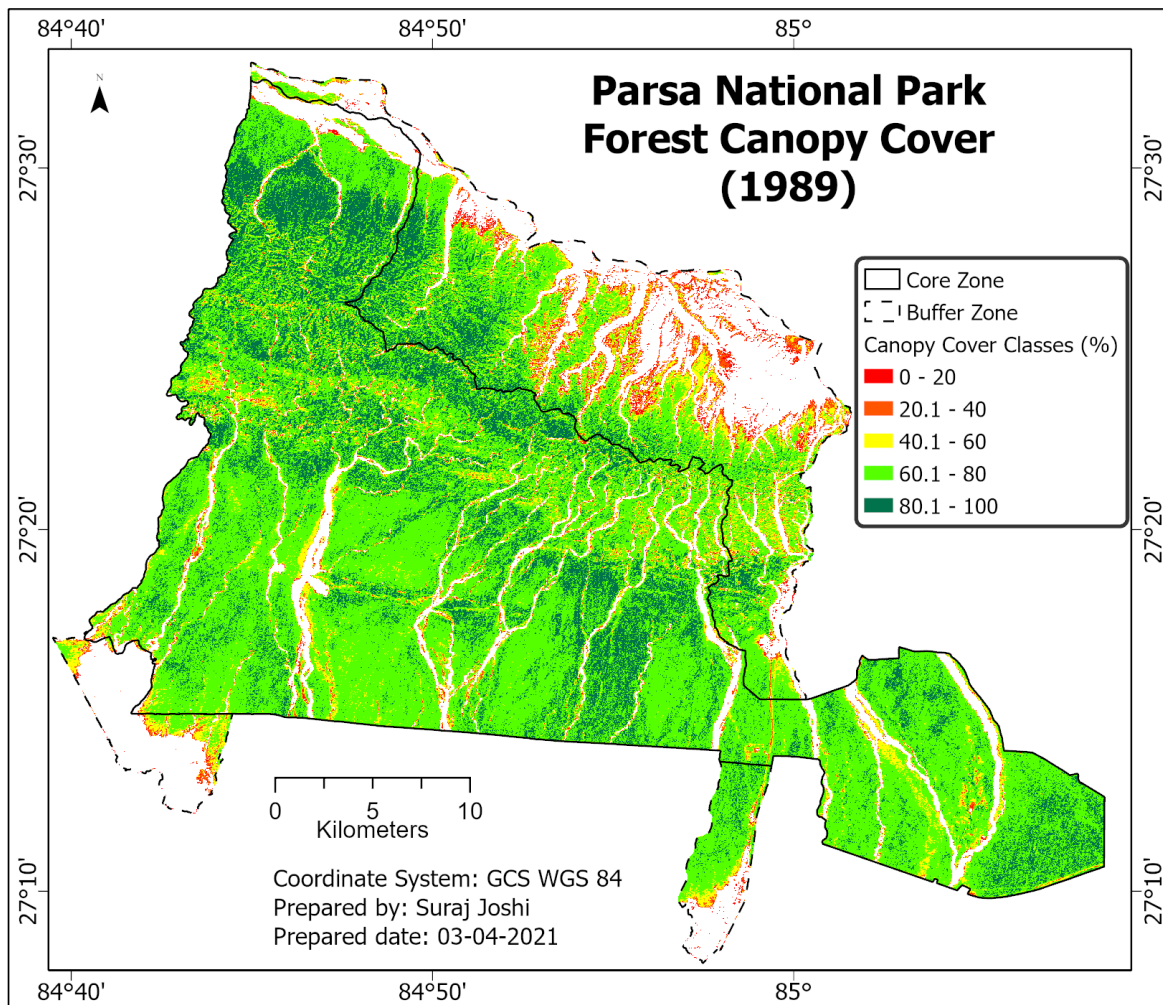 84°40'
84°50'
85°
N
Parsa National Park
Forest Canopy Cover
(1989)
27°30'
27°30'
Core Zone
Buffer Zone
Canopy Cover Classes (%)
0 - 20
20.1 - 40
40.1 - 60
60.1 - 80
80.1 - 100
27°20'
27°20'
0 5 10
Kilometers
Coordinate System: GCS WGS 84
Prepared by: Suraj Joshi
Prepared date: 03-04-2021
27°10'
27°10'
84°40'
84°50'
85°